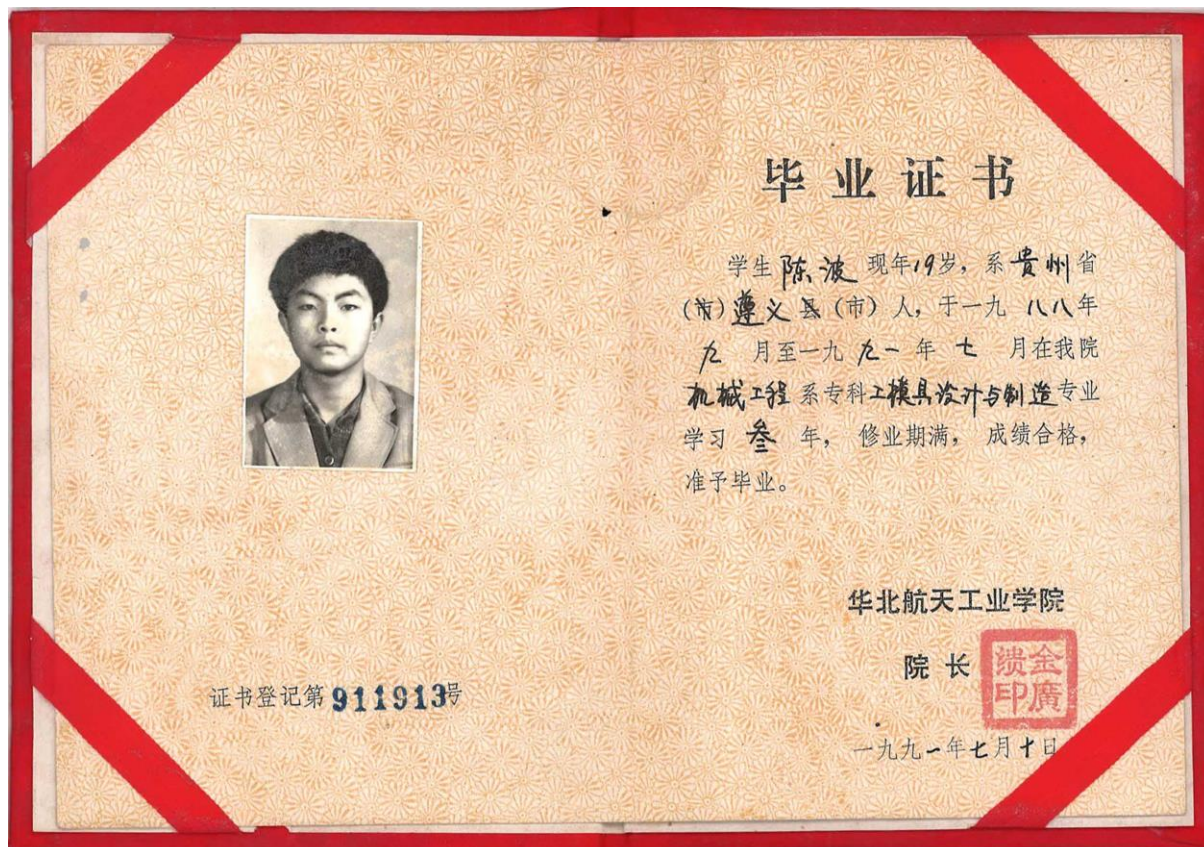 毕业证书
学生陈波现年19岁，系贵州省
(市)遵义县(市)人，于一九八八年
九月至一九九一年七月在我院
机械工程系专科工模具设计与制造专业
学习叁年，修业期满，成绩合格，
准予毕业。
华北航天工业学院
院长
金廣
印
一九九一年七月十日
证书登记第911913号